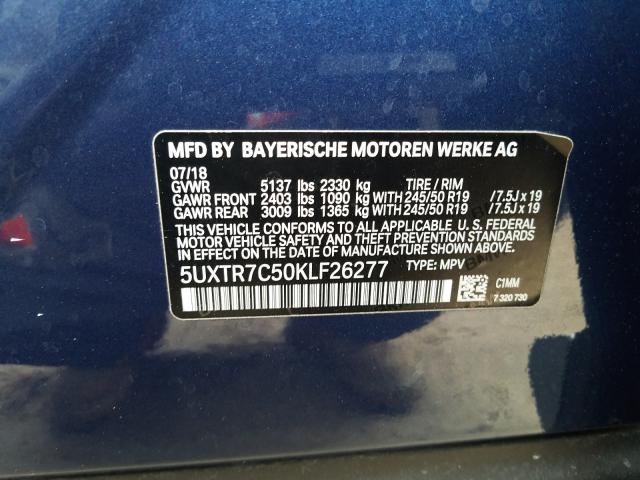 MFD BY BAYERISCHE MOTOREN WERKE AG
07/18
GVWR 5137 lbs 2330 kg TIRE / RIM
GAWR FRONT 2403 lbs 1090 kg WITH 245/50 R19 /7.5J x 19
GAWR REAR 3009 lbs 1365 kg WITH 245/50 R19 /7.5J x 19
THIS VEHICLE CONFORMS TO ALL APPLICABLE U. S. FEDERAL
MOTOR VEHICLE SAFETY AND THEFT PREVENTION STANDARDS
IN EFFECT ON THE DATE OF MANUFACTURE SHOWN ABOVE.
5UXTR7C50KLF26277 TYPE: MPV
C1MM
7 320 730